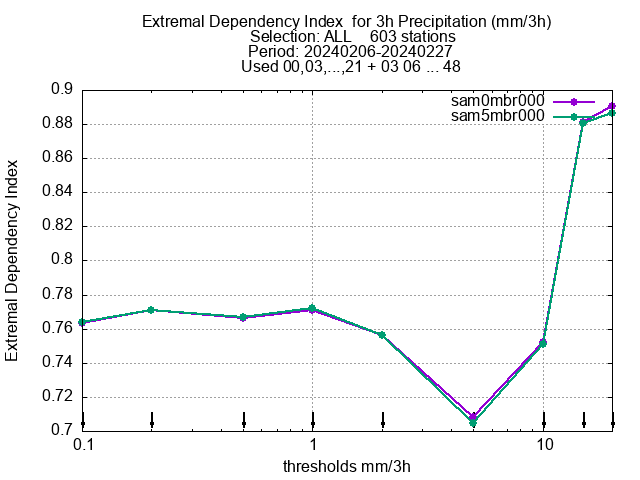 Extremal Dependency Index  for 3h Precipitation (mm/3h)
Selection: ALL    603 stations
Period: 20240206-20240227
Used 00,03,...,21 + 03 06 ... 48
sam0mbr000
sam5mbr000
0.9
0.88
0.86
0.84
0.82
0.8
0.78
0.76
0.74
0.72
0.7
Extremal Dependency Index
0.1 1 10
thresholds mm/3h